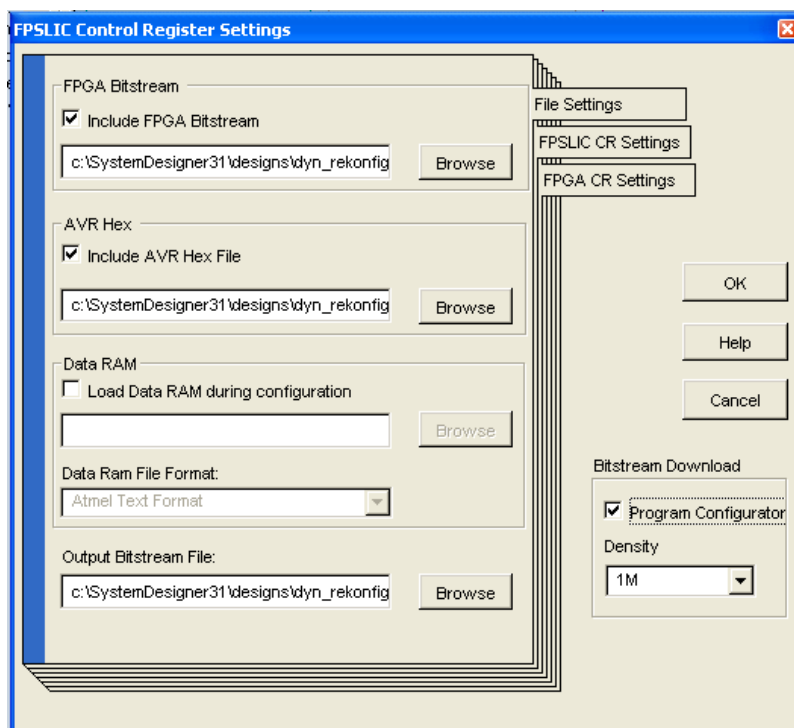 FPSLIC Control Register Settings
FPGA Bitstream
Include FPGA Bitstream
c:\SystemDesigner31\designs\dyn_rekonfig
Browse
File Settings
FPSLIC CR Settings
FPGA CR Settings
AVR Hex
Include AVR Hex File
c:\SystemDesigner31\designs\dyn_rekonfig
Browse
Data RAM
Load Data RAM during configuration
Browse
Data Ram File Format:
Atmel Text Format
Output Bitstream File:
c:\SystemDesigner31\designs\dyn_rekonfig
Browse
OK
Help
Cancel
Bitstream Download
Program Configurator
Density
1M